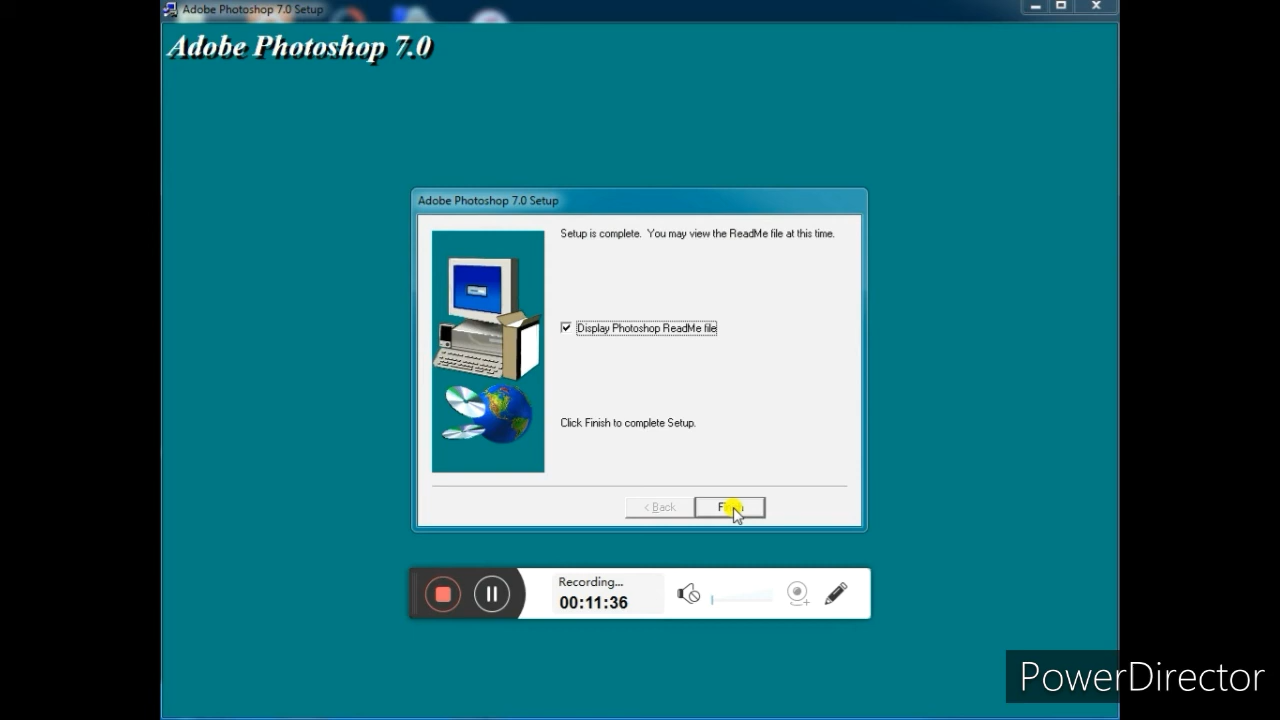 Adobe Photoshop 7.0 Setup
Adobe Photoshop 7.0
Adobe Photoshop 7.0 Setup
Setup is complete. You may view the ReadMe file at this time.
Display Photoshop ReadMe file
Click Finish to complete Setup.
< Back
Recording...
00:11:36
PowerDirector